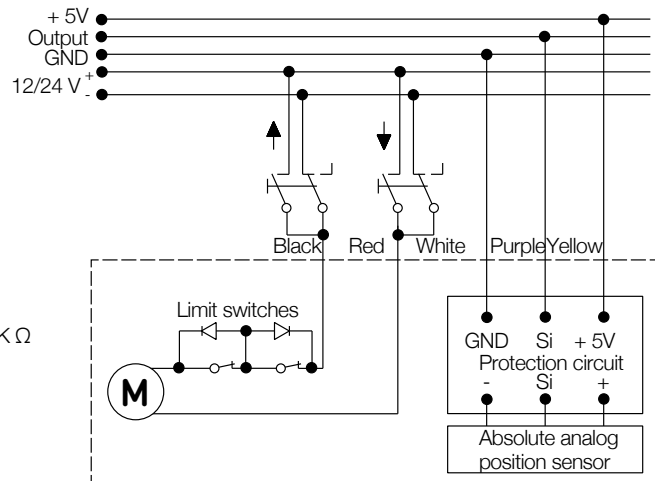 + 5V
Output
GND
12/24 V + -
Black Red White Purple Yellow
Limit switches
K Ω
GND Si + 5V
Protection circuit
- Si +
M
Absolute analog
position sensor